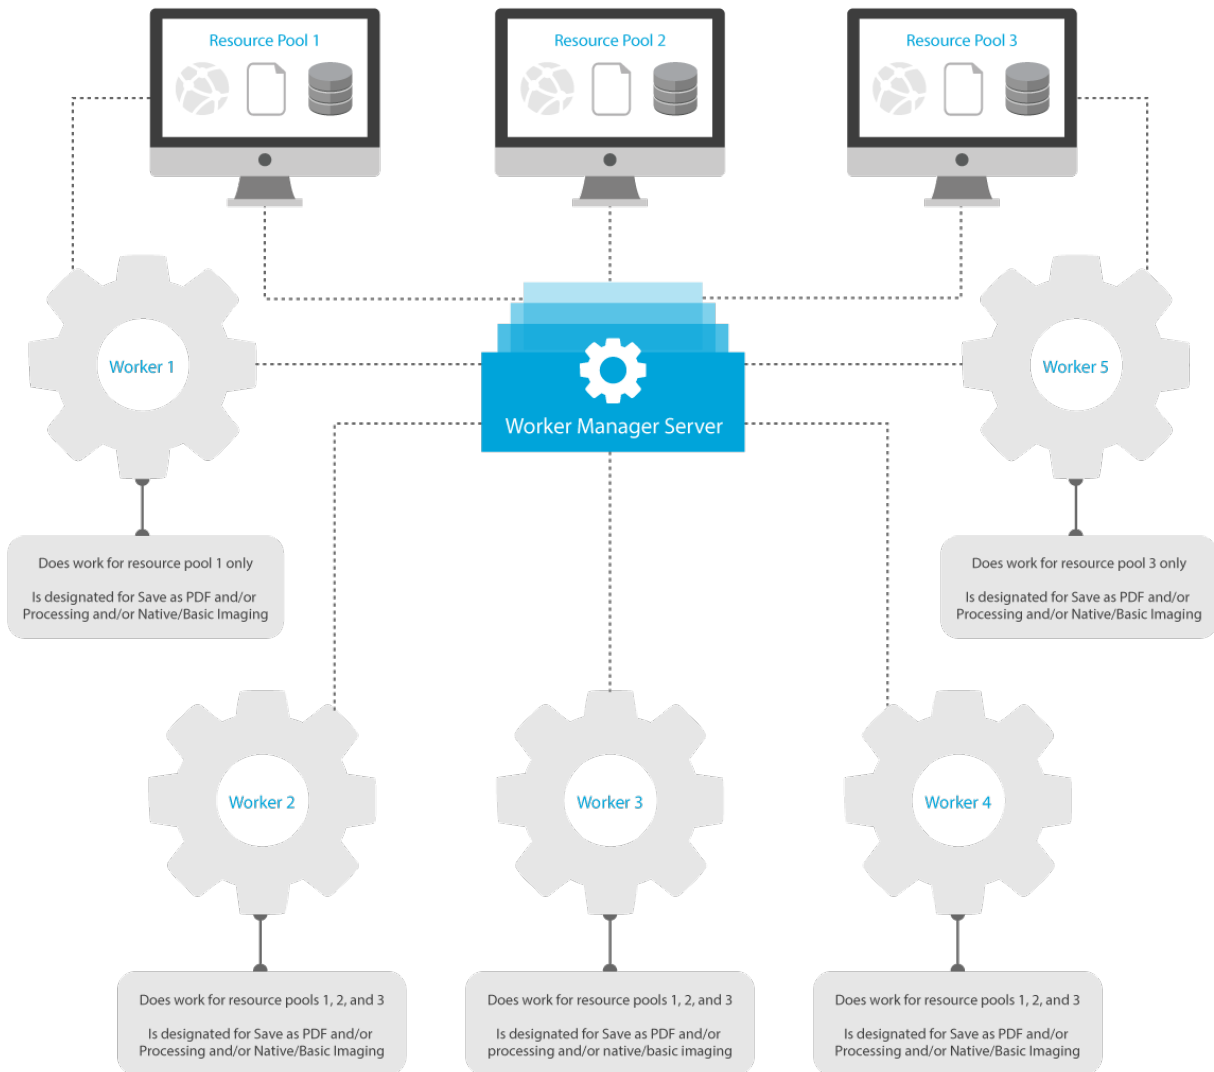 Resource Pool 1
Resource Pool 2
Resource Pool 3
Worker 1
Worker Manager Server
Worker 5
Does work for resource pool 1 only
Is designated for Save as PDF and/or
Processing and/or Native/Basic Imaging
Does work for resource pool 3 only
Is designated for Save as PDF and/or
Processing and/or Native/Basic Imaging
Worker 2
Worker 3
Worker 4
Does work for resource pools 1, 2, and 3
Is designated for Save as PDF and/or
Processing and/or Native/Basic Imaging
Does work for resource pools 1, 2, and 3
Is designated for Save as PDF and/or
processing and/or native/basic imaging
Does work for resource pools 1, 2, and 3
Is designated for Save as PDF and/or
Processing and/or Native/Basic Imaging